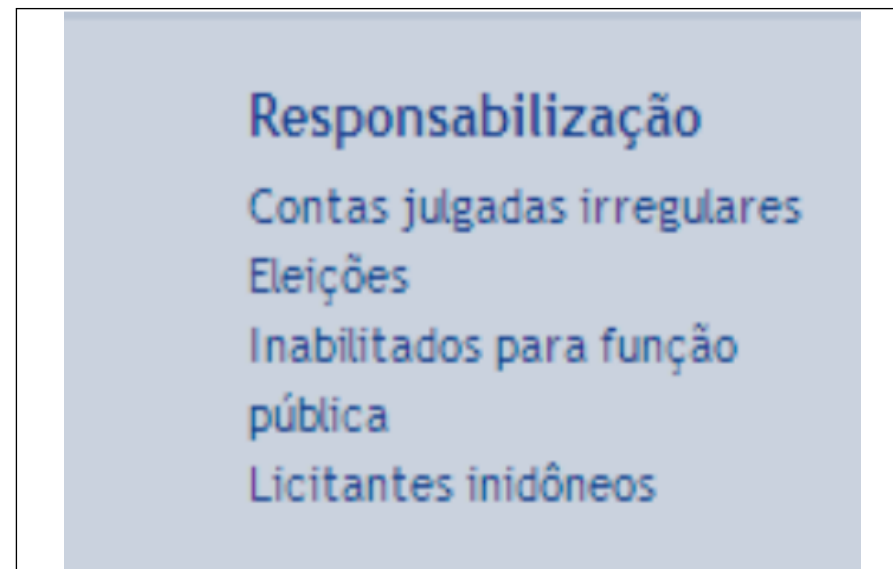 Responsabilização
Contas julgadas irregulares
Eleições
Inabilitados para função
pública
Licitantes inidôneos